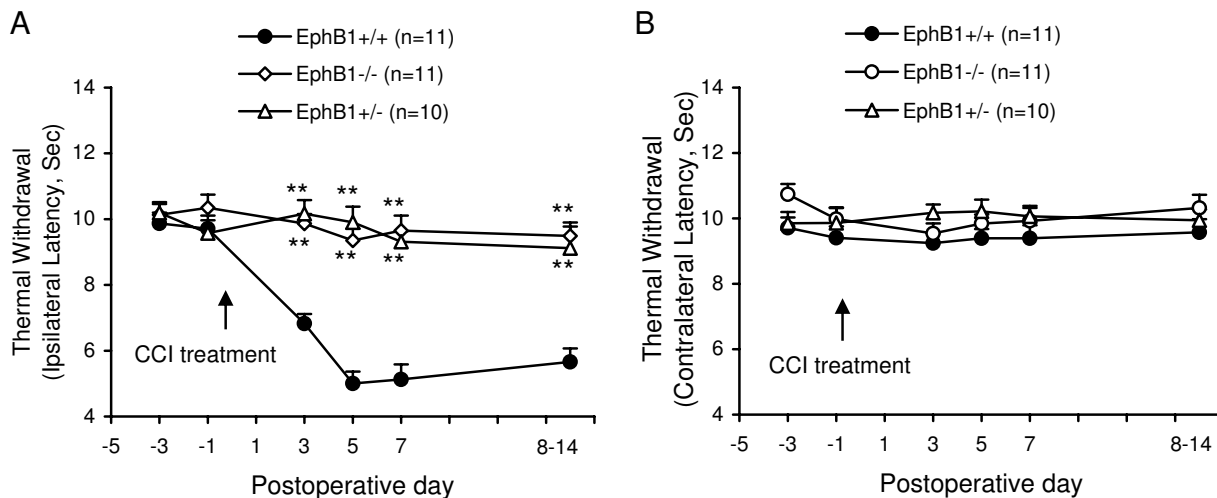 A
EphB1+/+ (n=11)
EphB1-/- (n=11)
EphB1+/- (n=10)
Thermal Withdrawal
(Ipsilateral Latency, Sec)
14
12
10
8
6
4
** ** ** **
** ** ** **
CCI treatment
-5 -3 -1 1 3 5 7 8-14
Postoperative day
B
EphB1+/+ (n=11)
EphB1-/- (n=11)
EphB1+/- (n=10)
Thermal Withdrawal
(Contralateral Latency, Sec)
14
12
10
8
6
4
CCI treatment
-5 -3 -1 1 3 5 7 8-14
Postoperative day